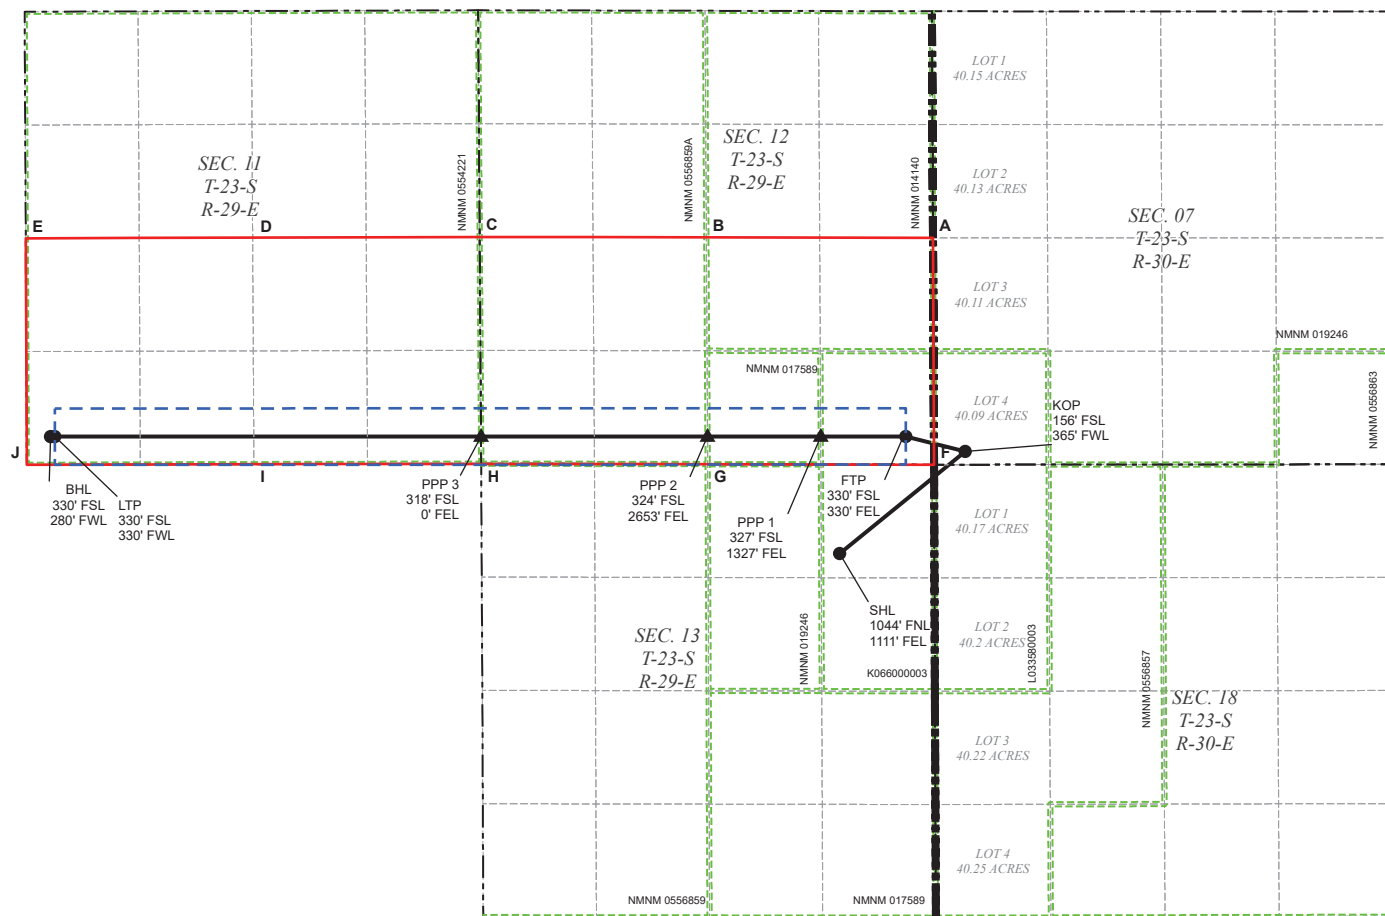 LOT 1
40.15 ACRES
SEC. 11
T-23-S
R-29-E
NMNM 0554221
NMNM 0556859A
SEC. 12
T-23-S
R-29-E
NMNM 014140
LOT 2
40.13 ACRES
SEC. 07
T-23-S
R-30-E
E
D
C
B
A
LOT 3
40.11 ACRES
NMNM 019246
NMNM 017589
LOT 4
40.09 ACRES
KOP
156' FSL
365' FWL
NMNM 0556863
J
I
H
G
F
BHL
330' FSL
280' FWL
LTP
330' FSL
330' FWL
PPP 3
318' FSL
0' FEL
PPP 2
324' FSL
2653' FEL
PPP 1
327' FSL
1327' FEL
FTP
330' FSL
330' FEL
LOT 1
40.17 ACRES
SHL
1044' FNL
1111' FEL
LOT 2
40.2 ACRES
SEC. 13
T-23-S
R-29-E
NMNM 019246
K066000003
L033580003
NMNM 0556857
SEC. 18
T-23-S
R-30-E
LOT 3
40.22 ACRES
LOT 4
40.25 ACRES
NMNM 0556859
NMNM 017589